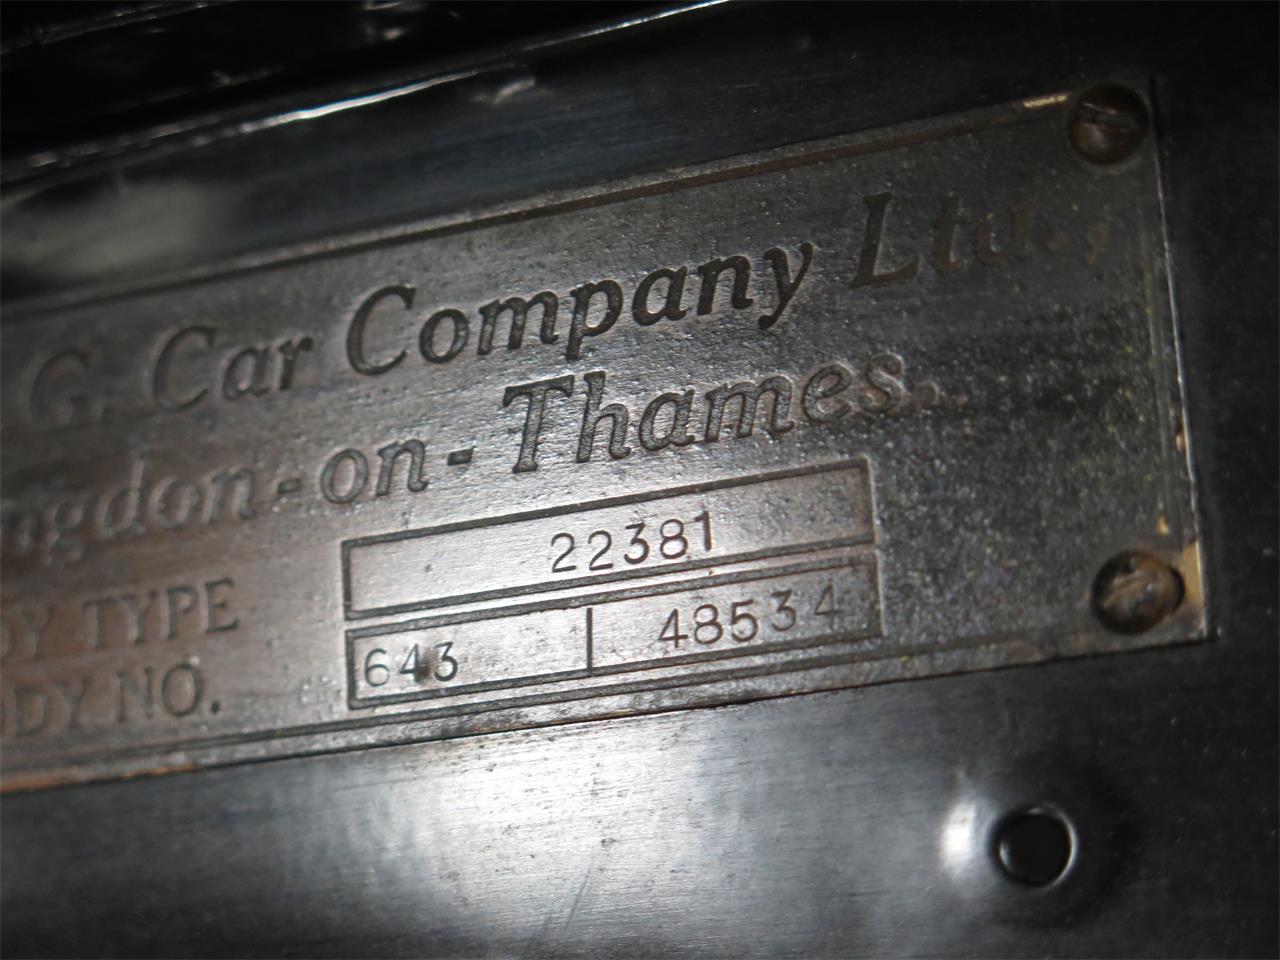 G. Car Company Ltd.,
ngdon-on-Thames.
DY TYPE 22381
DY NO. 643 48534